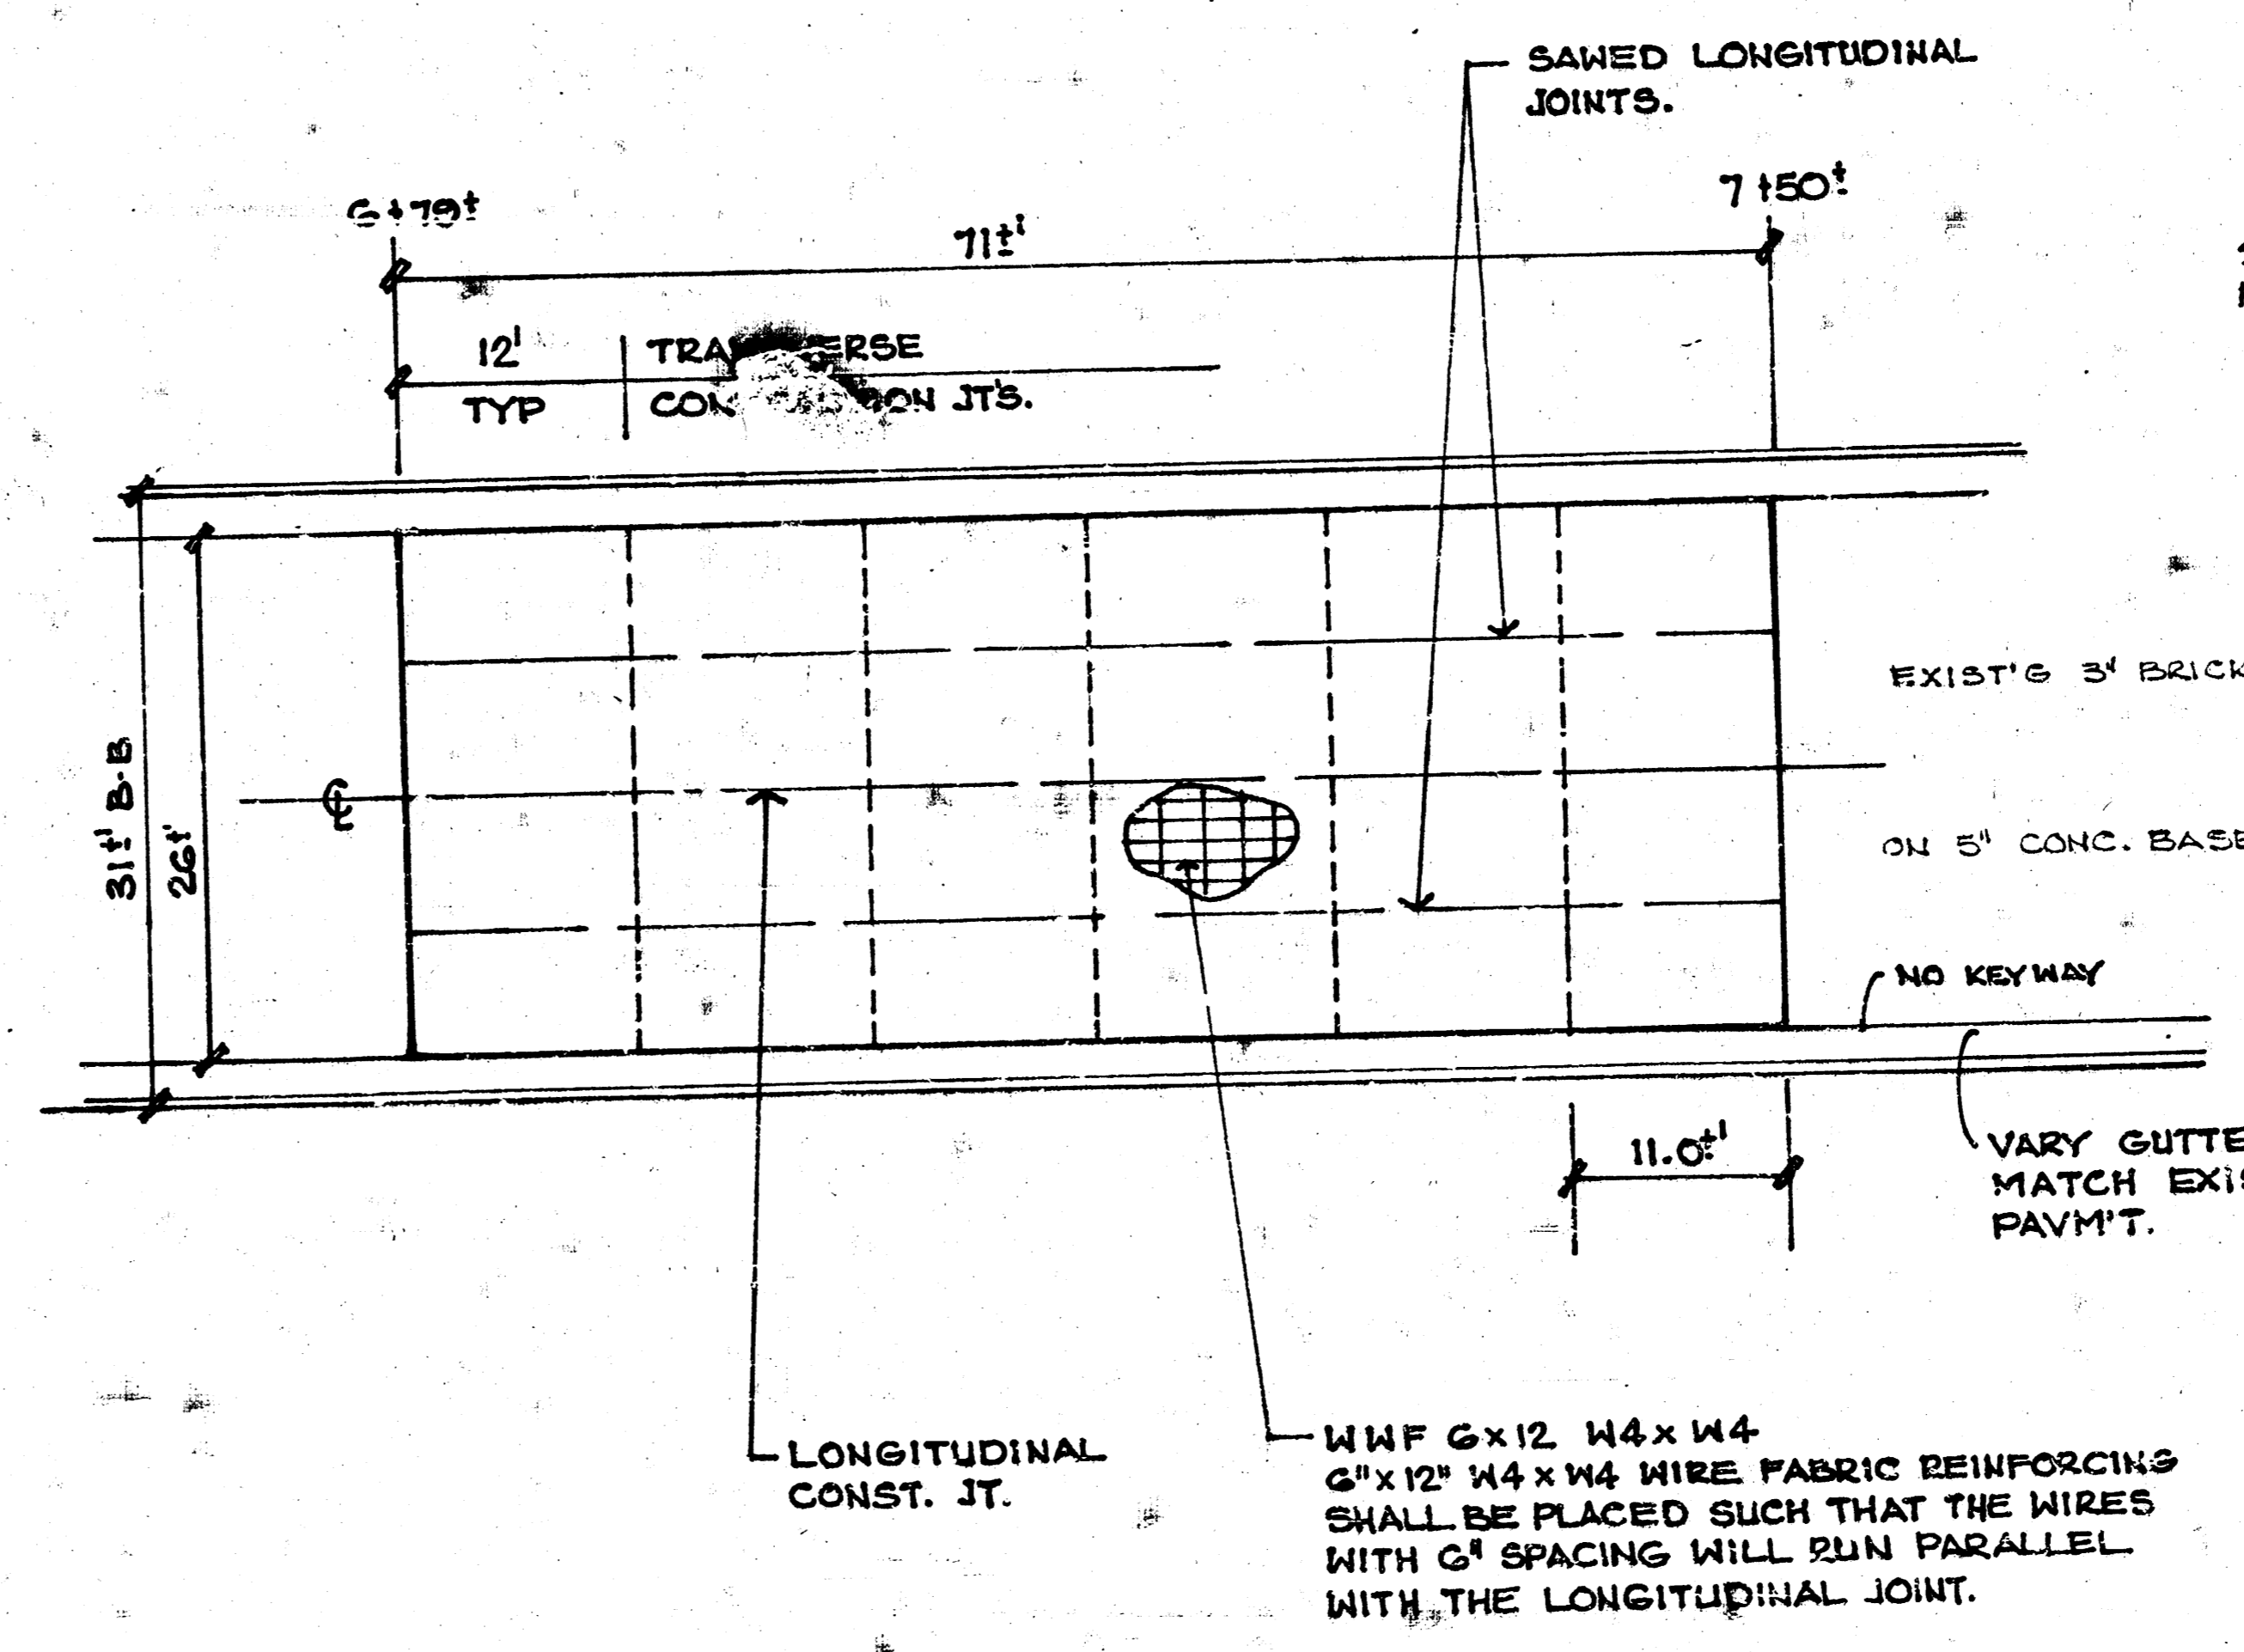 SAWED LONGITUDINAL
JOINTS.
6+79±
7+50±
71±'
12'
TYP
JT'S.
31±' B-B
26±'
℄
EXIST'G 3" BRICK
ON 5" CONC. BASE
NO KEYWAY
11.0±'
VARY
MATCH
PAVM'T.
LONGITUDINAL
CONST. JT.
WWF 6x12 W4xW4
6"x12" W4xW4 WIRE FABRIC REINFORCING
SHALL BE PLACED SUCH THAT THE WIRES
WITH 6" SPACING WILL RUN PARALLEL
WITH THE LONGITUDINAL JOINT.